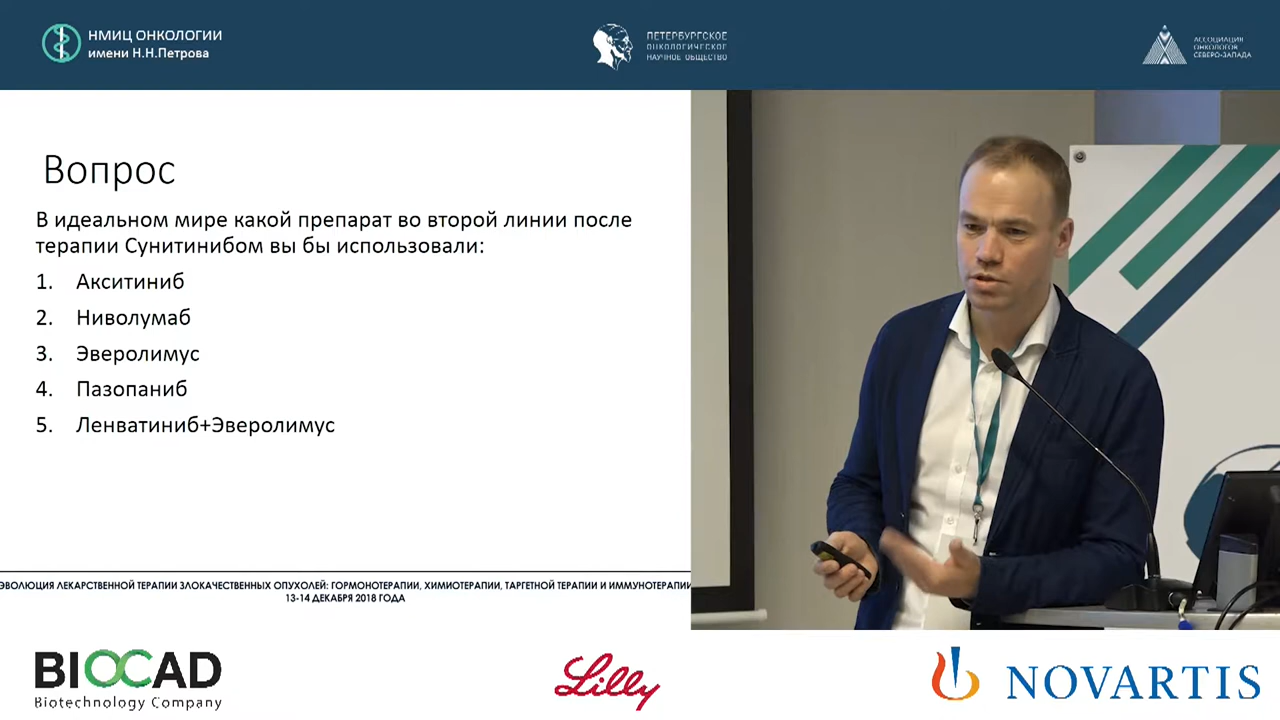 НМИЦ ОНКОЛОГИИ
имени Н.Н.Петрова
ПЕТЕРБУРГСКОЕ
ОНКОЛОГИЧЕСКОЕ
НАУЧНОЕ ОБЩЕСТВО
АССОЦИАЦИЯ
ОНКОЛОГОВ
СЕВЕРО-ЗАПАДА
Вопрос
В идеальном мире какой препарат во второй линии после
терапии Сунитинибом вы бы использовали:
1. Акситиниб
2. Ниволумаб
3. Эверолимус
4. Пазопаниб
5. Ленватиниб+Эверолимус
ЭВОЛЮЦИЯ ЛЕКАРСТВЕННОЙ ТЕРАПИИ ЗЛОКАЧЕСТВЕННЫХ ОПУХОЛЕЙ: ГОРМОНОТЕРАПИИ, ХИМИОТЕРАПИИ, ТАРГЕТНОЙ ТЕРАПИИ И ИММУНОТЕРАПИИ
13-14 ДЕКАБРЯ 2018 ГОДА
BIOCAD
Biotechnology Company
Lilly
NOVARTIS